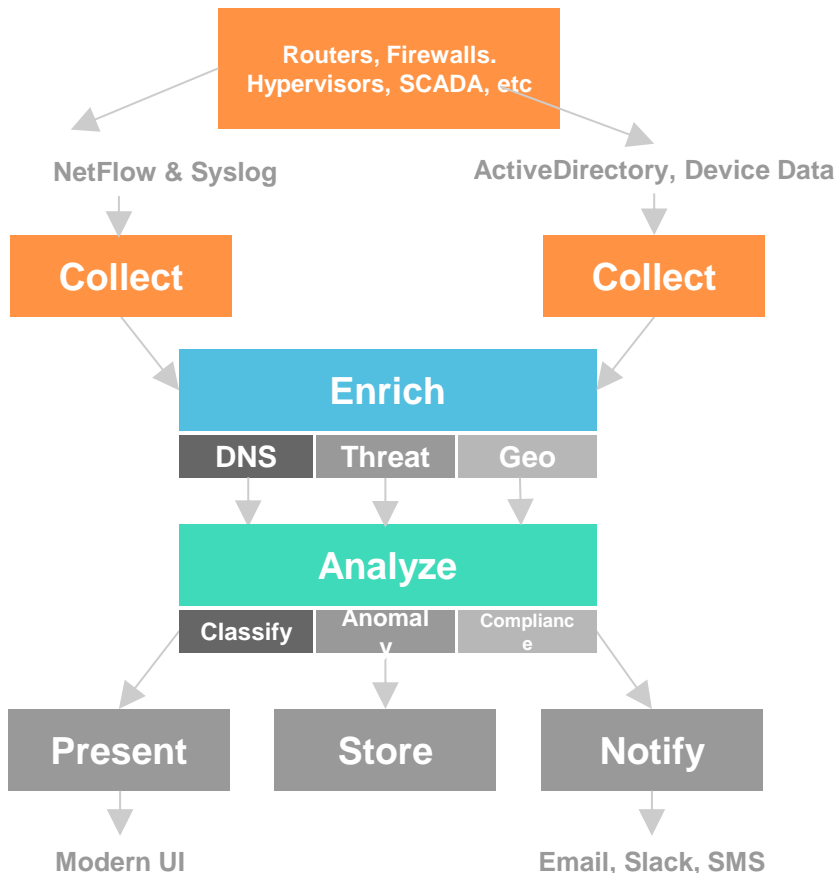 Routers, Firewalls.
Hypervisors, SCADA, etc
NetFlow & Syslog
ActiveDirectory, Device Data
Collect
Collect
Enrich
DNS
Threat
Geo
Analyze
Classify
Anomal
y
Complianc
e
Present
Store
Notify
Modern UI
Email, Slack, SMS